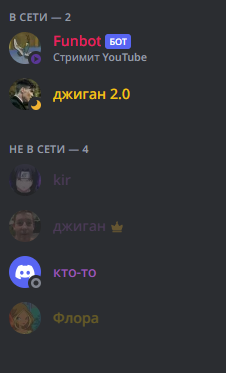 В СЕТИ — 2
Funbot БОТ
Стримит YouTube
джиган 2.0
НЕ В СЕТИ — 4
kir
джиган
кто-то
Флора